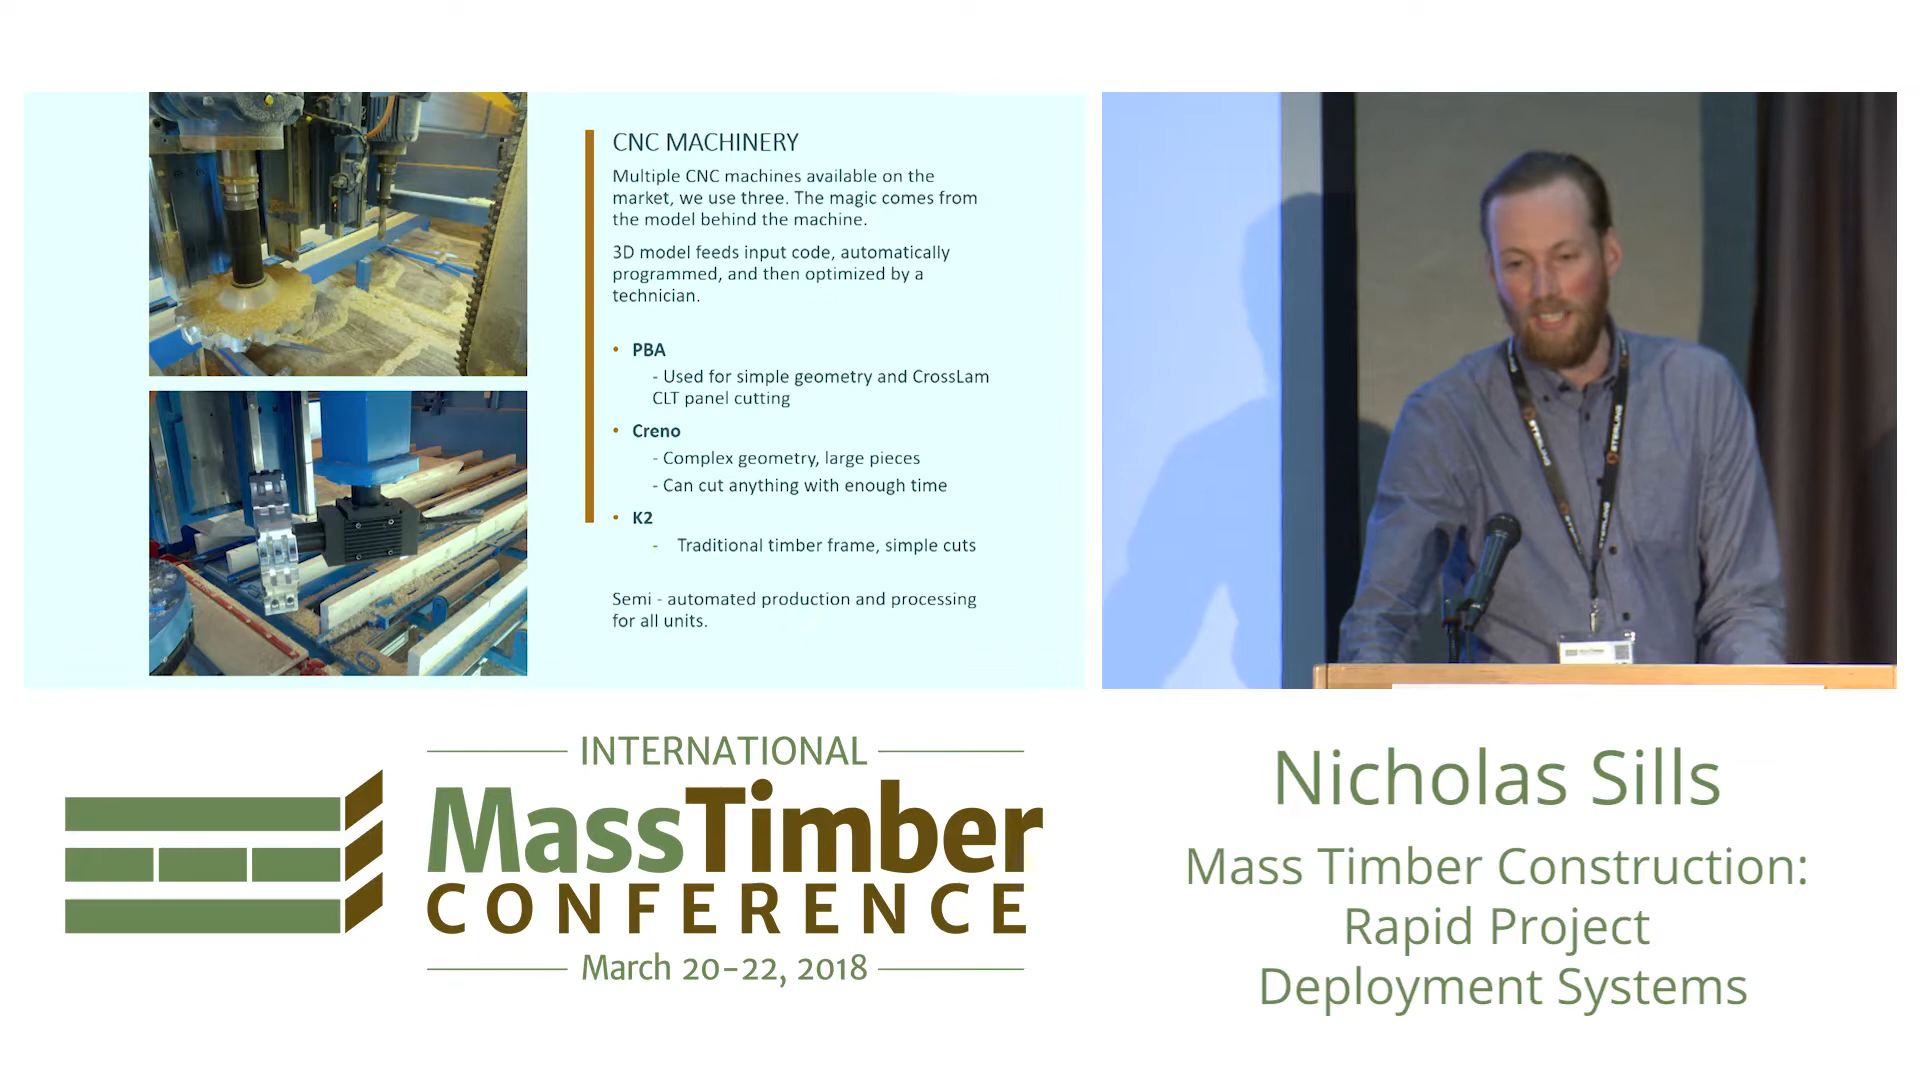 CNC MACHINERY
Multiple CNC machines available on the
market, we use three. The magic comes from
the model behind the machine.
3D model feeds input code, automatically
programmed, and then optimized by a
technician.
• PBA
- Used for simple geometry and CrossLam
CLT panel cutting
• Creno
- Complex geometry, large pieces
- Can cut anything with enough time
• K2
- Traditional timber frame, simple cuts
Semi - automated production and processing
for all units.
STERLING
STERLING
INTERNATIONAL
MassTimber
CONFERENCE
March 20-22, 2018
Nicholas Sills
Mass Timber Construction:
Rapid Project
Deployment Systems